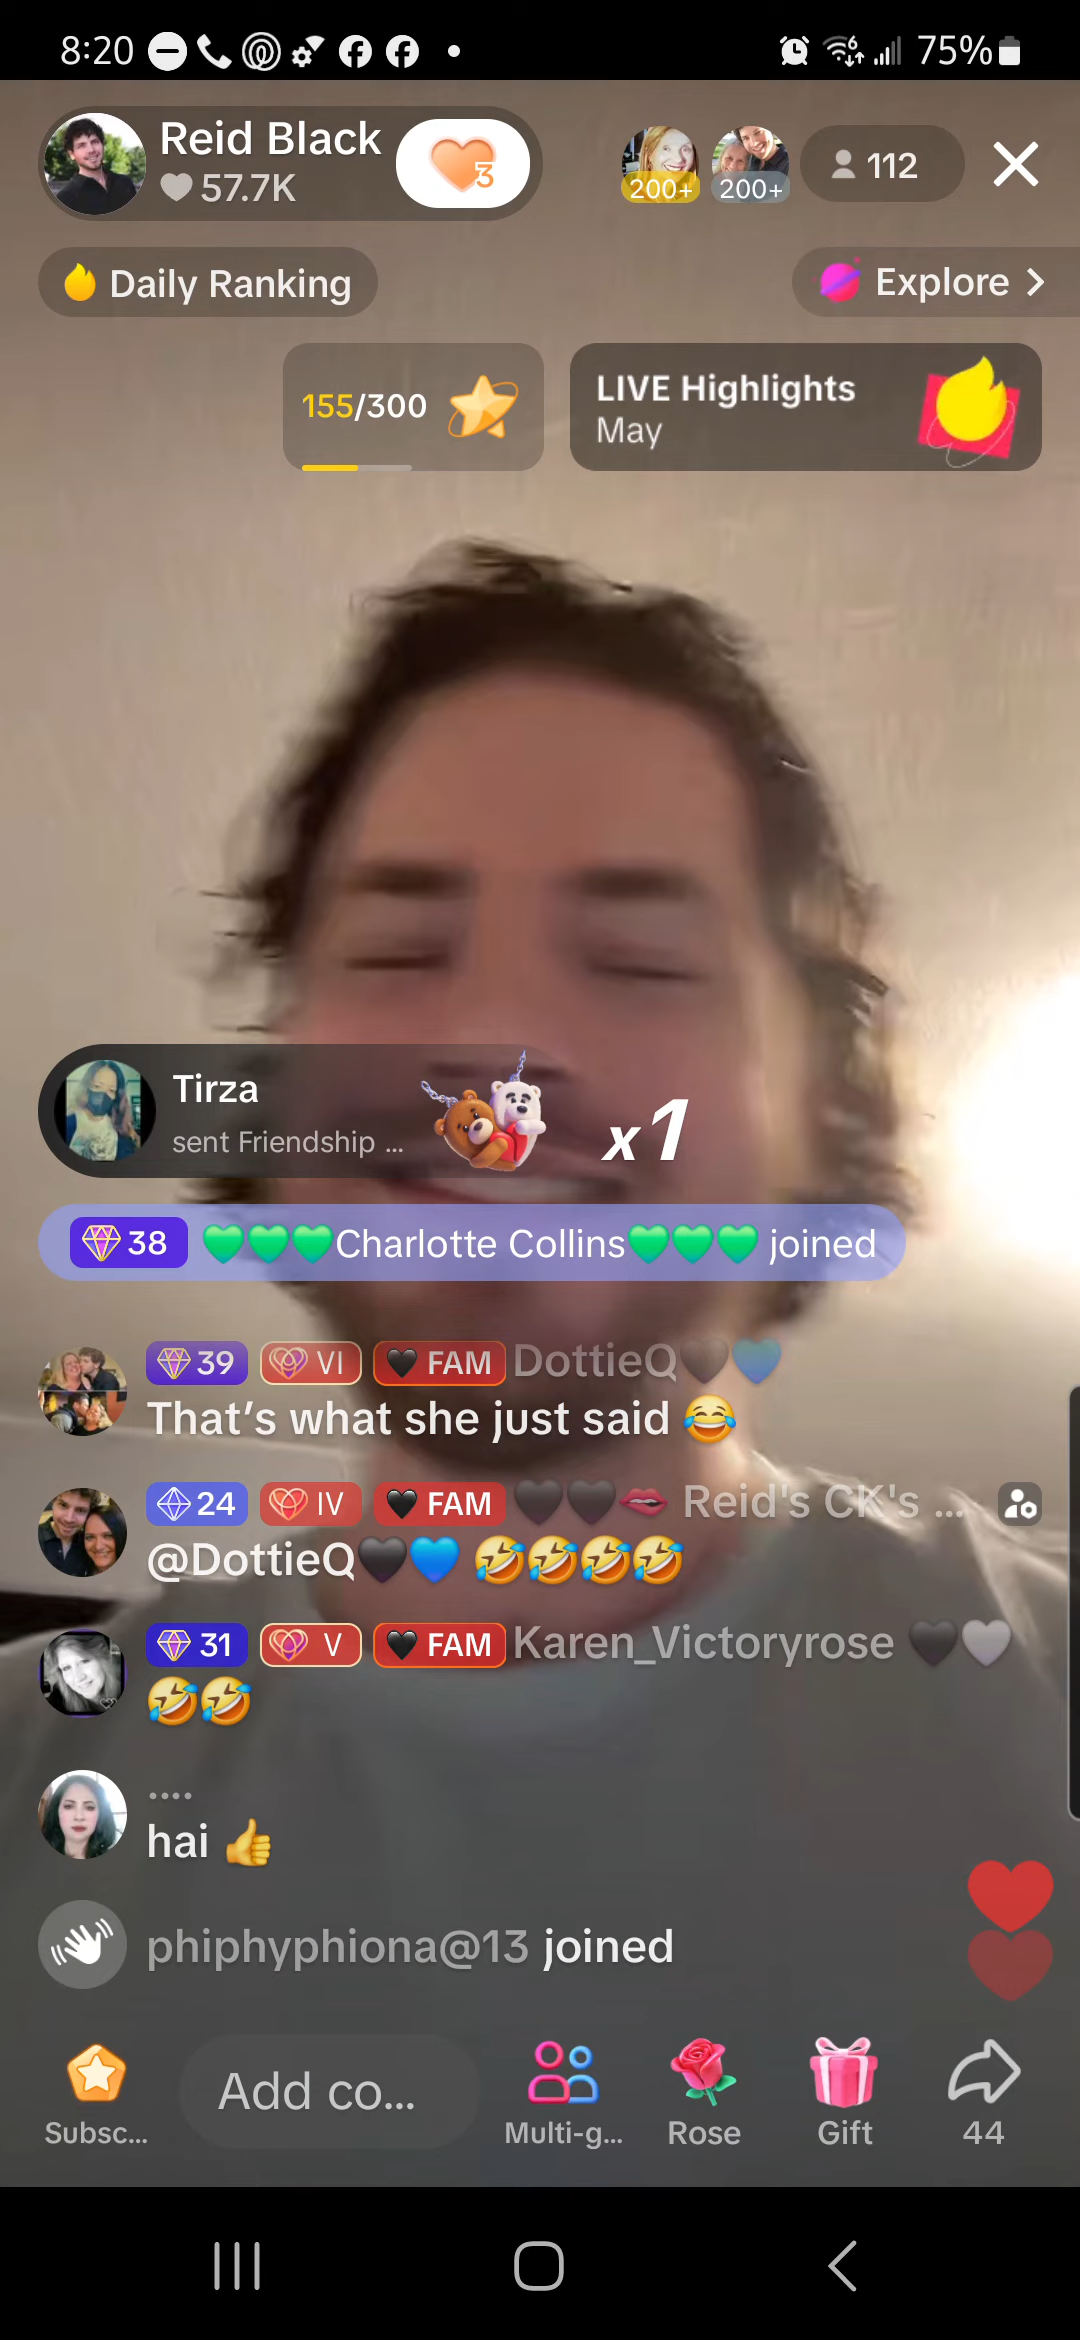 8:20
75%
Reid Black
57.7K
3
200+
200+
112
Daily Ranking
Explore
155/300
LIVE Highlights
May
Tirza
sent Friendship ...
x1
38 💚💚💚Charlotte Collins💚💚💚 joined
39 VI 🖤 FAM DottieQ🖤💙
That's what she just said 😂
24 IV 🖤 FAM 🖤🖤🫦 Reid's CK's ...
@DottieQ🖤💙 🤣🤣🤣🤣
31 V 🖤 FAM Karen_Victoryrose 🖤🤍
🤣🤣
....
hai 👍
phiphyphiona@13 joined
Add co...
Subsc...
Multi-g...
Rose
Gift
44